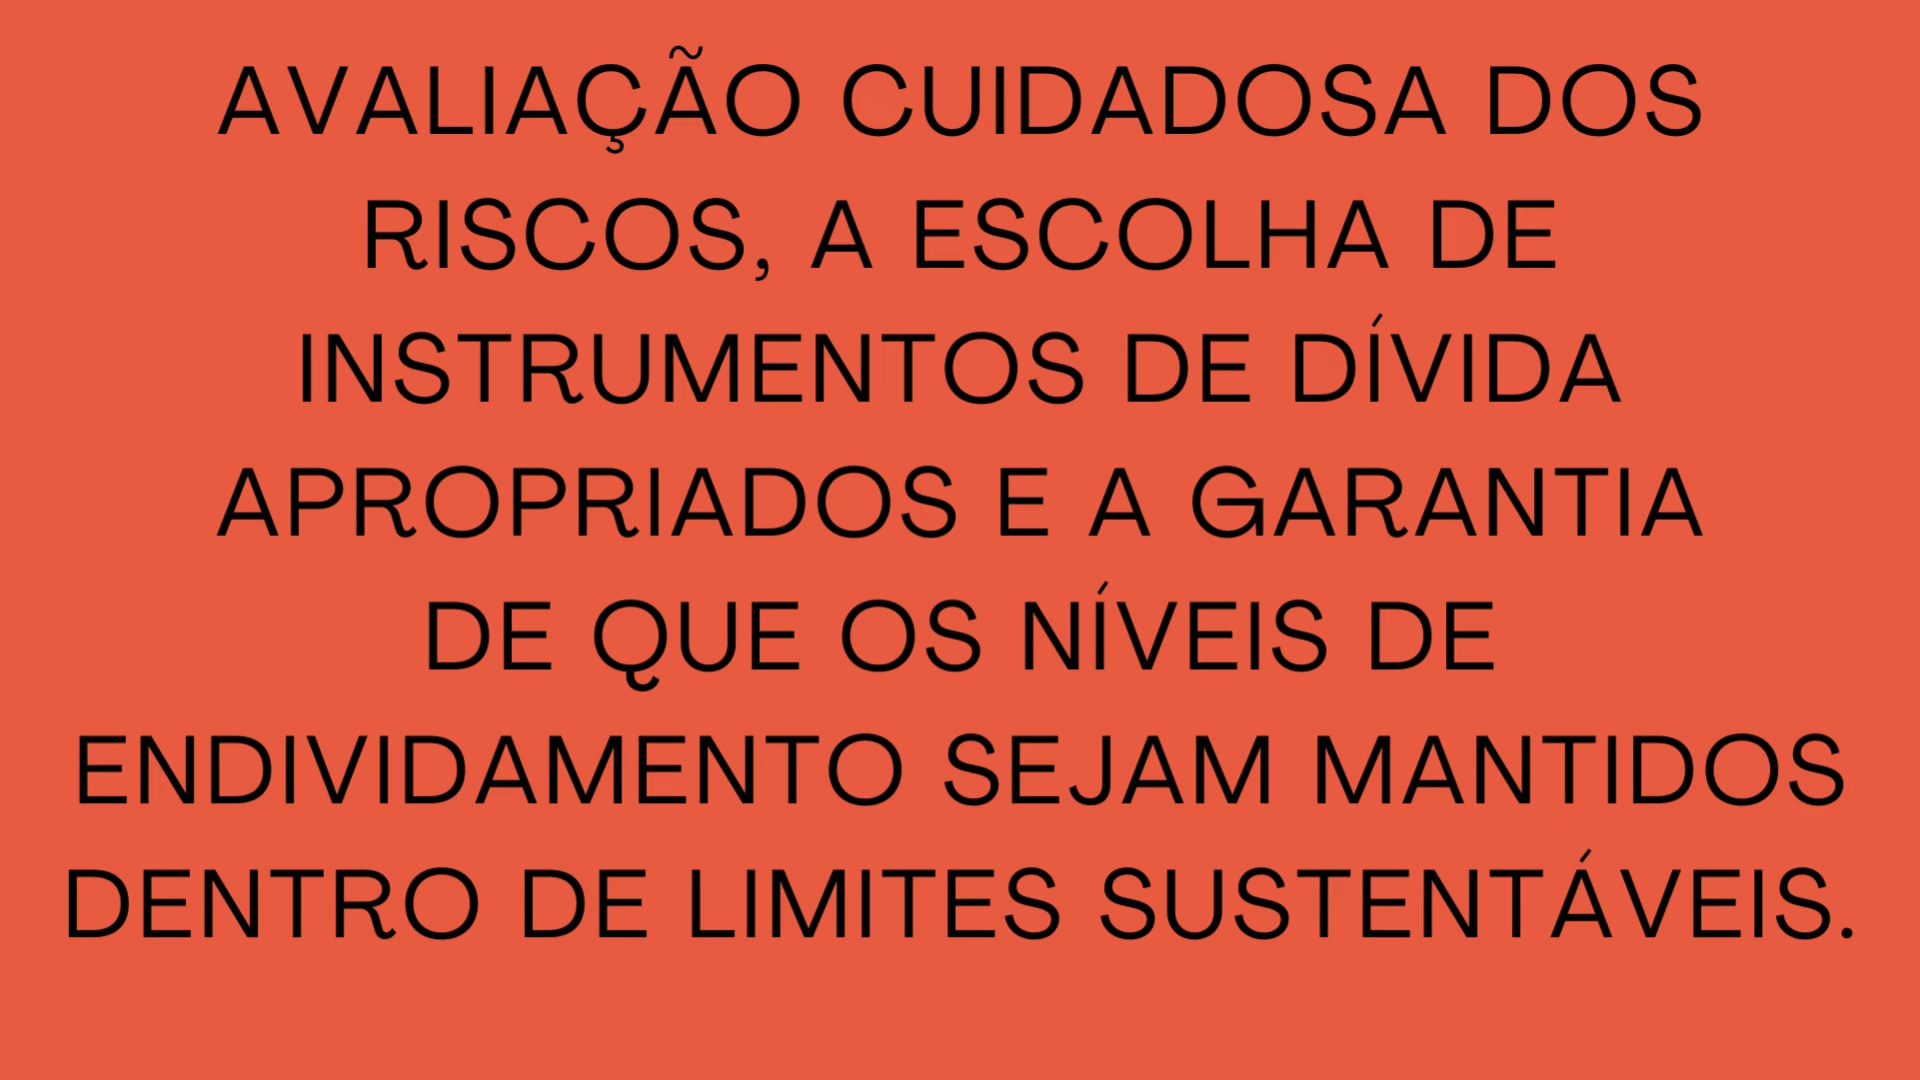 AVALIAÇÃO CUIDADOSA DOS
RISCOS, A ESCOLHA DE
INSTRUMENTOS DE DÍVIDA
APROPRIADOS E A GARANTIA
DE QUE OS NÍVEIS DE
ENDIVIDAMENTO SEJAM MANTIDOS
DENTRO DE LIMITES SUSTENTÁVEIS.